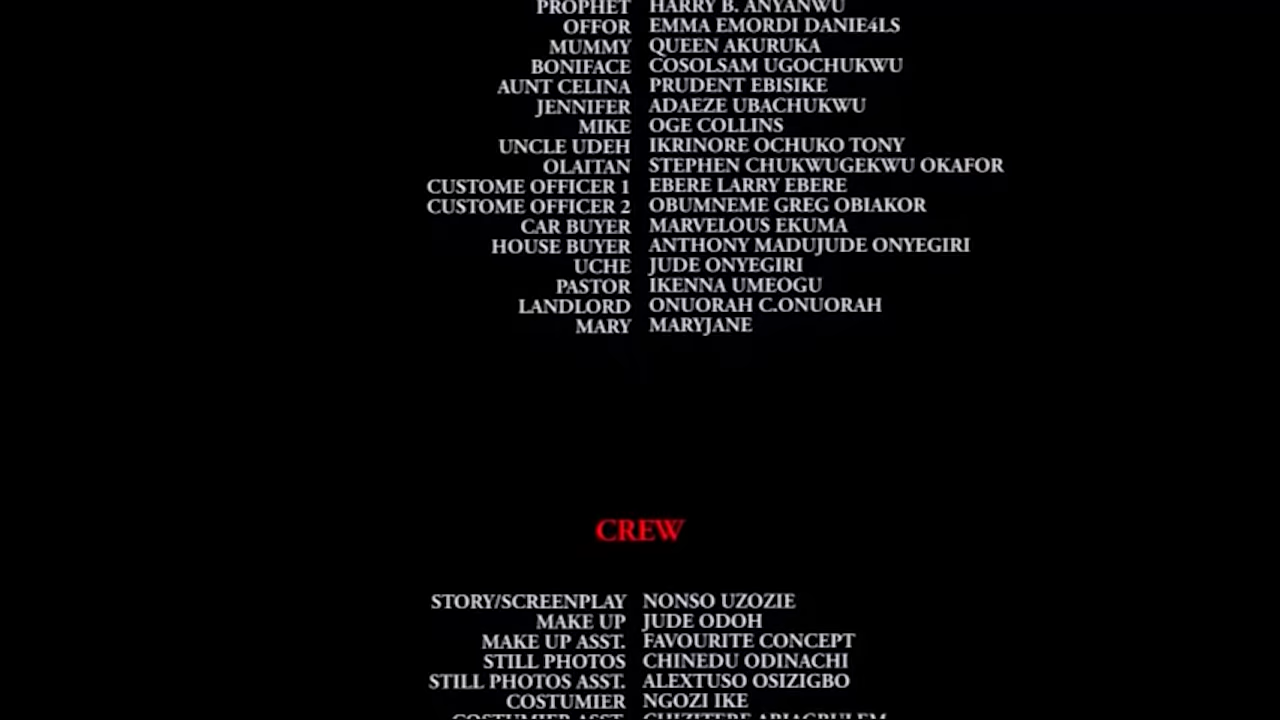 PROPHET HARRY B. ANYANWU
OFFOR EMMA EMORDI DANIE4LS
MUMMY QUEEN AKURUKA
BONIFACE COSOLSAM UGOCHUKWU
AUNT CELINA PRUDENT EBISIKE
JENNIFER ADAEZE UBACHUKWU
MIKE OGE COLLINS
UNCLE UDEH IKRINORE OCHUKO TONY
OLAITAN STEPHEN CHUKWUGEKWU OKAFOR
CUSTOME OFFICER 1 EBERE LARRY EBERE
CUSTOME OFFICER 2 OBUMNEME GREG OBIAKOR
CAR BUYER MARVELOUS EKUMA
HOUSE BUYER ANTHONY MADUJUDE ONYEGIRI
UCHE JUDE ONYEGIRI
PASTOR IKENNA UMEOGU
LANDLORD ONUORAH C.ONUORAH
MARY MARYJANE
CREW
STORY/SCREENPLAY NONSO UZOZIE
MAKE UP JUDE ODOH
MAKE UP ASST. FAVOURITE CONCEPT
STILL PHOTOS CHINEDU ODINACHI
STILL PHOTOS ASST. ALEXTUSO OSIZIGBO
COSTUMIER NGOZI IKE
COSTUMIER ASST.